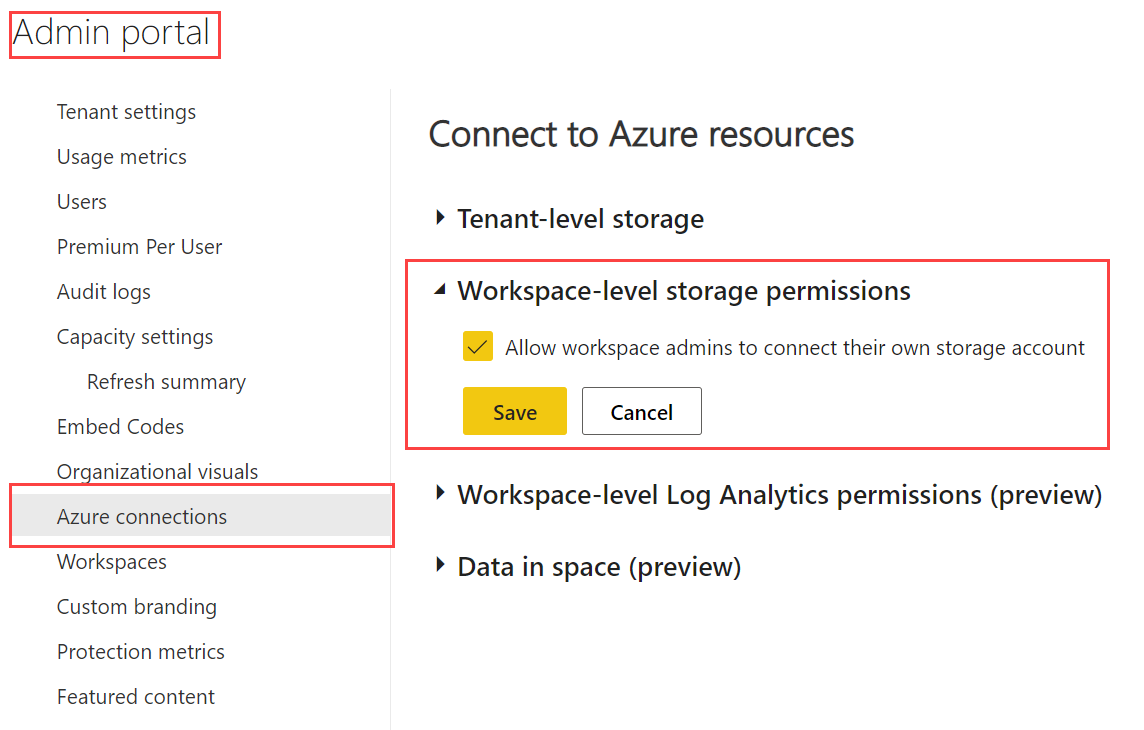 Admin portal
Tenant settings
Usage metrics
Users
Premium Per User
Audit logs
Capacity settings
Refresh summary
Embed Codes
Organizational visuals
Azure connections
Workspaces
Custom branding
Protection metrics
Featured content
Connect to Azure resources
Tenant-level storage
Workspace-level storage permissions
Allow workspace admins to connect their own storage account
Save
Cancel
Workspace-level Log Analytics permissions (preview)
Data in space (preview)